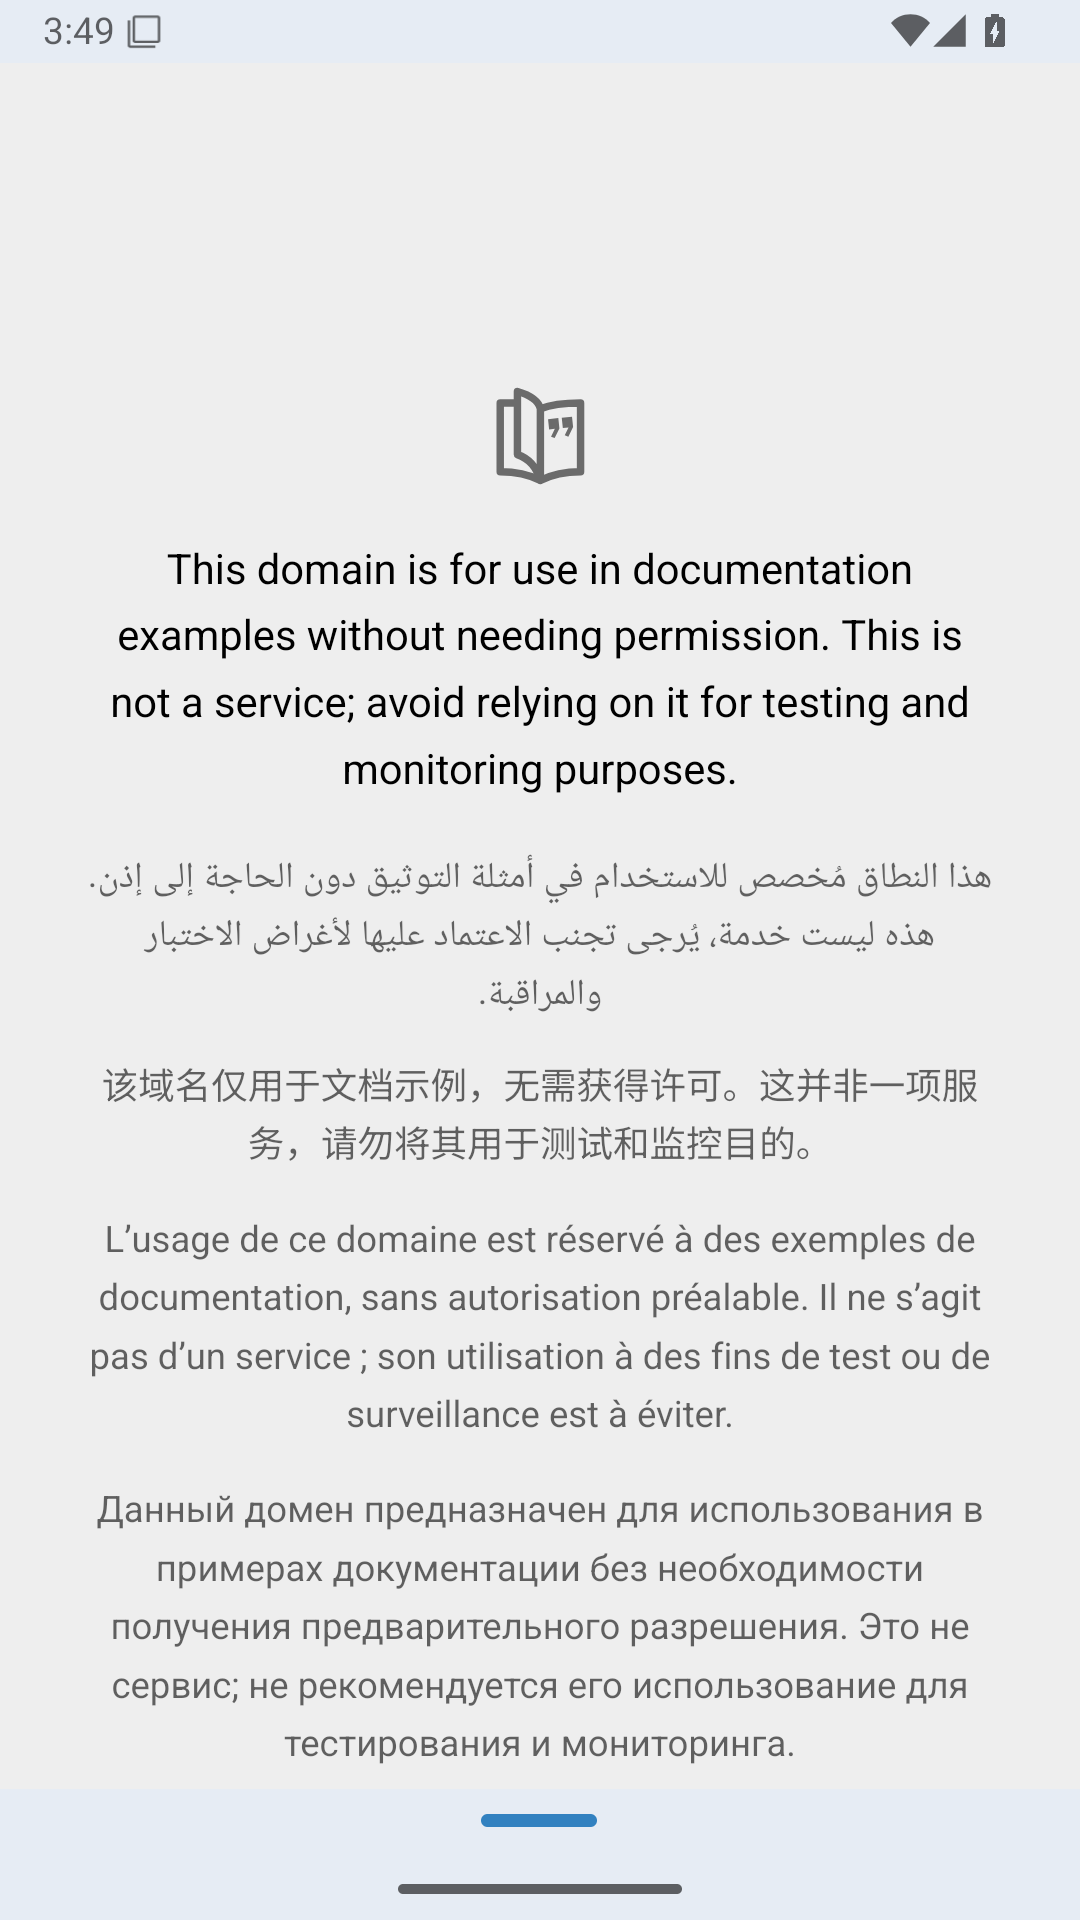 3:49
This domain is for use in documentation
examples without needing permission. This is
not a service; avoid relying on it for testing and
monitoring purposes.
هذا النطاق مُخصص للاستخدام في أمثلة التوثيق دون الحاجة إلى إذن.
هذه ليست خدمة، يُرجى تجنب الاعتماد عليها لأغراض الاختبار
والمراقبة.
该域名仅用于文档示例，无需获得许可。这并非一项服
务，请勿将其用于测试和监控目的。
L’usage de ce domaine est réservé à des exemples de
documentation, sans autorisation préalable. Il ne s’agit
pas d’un service ; son utilisation à des fins de test ou de
surveillance est à éviter.
Данный домен предназначен для использования в
примерах документации без необходимости
получения предварительного разрешения. Это не
сервис; не рекомендуется его использование для
тестирования и мониторинга.